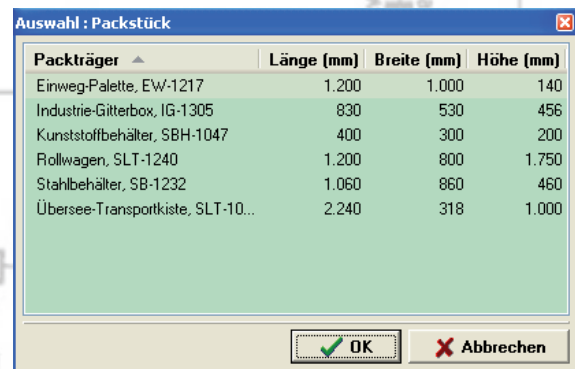 Auswahl : Packstück
Packträger Länge (mm) Breite (mm) Höhe (mm)
Einweg-Palette, EW-1217 1.200 1.000 140
Industrie-Gitterbox, IG-1305 830 530 456
Kunststoffbehälter, SBH-1047 400 300 200
Rollwagen, SLT-1240 1.200 800 1.750
Stahlbehälter, SB-1232 1.060 860 460
Übersee-Transportkiste, SLT-10... 2.240 318 1.000
OK Abbrechen